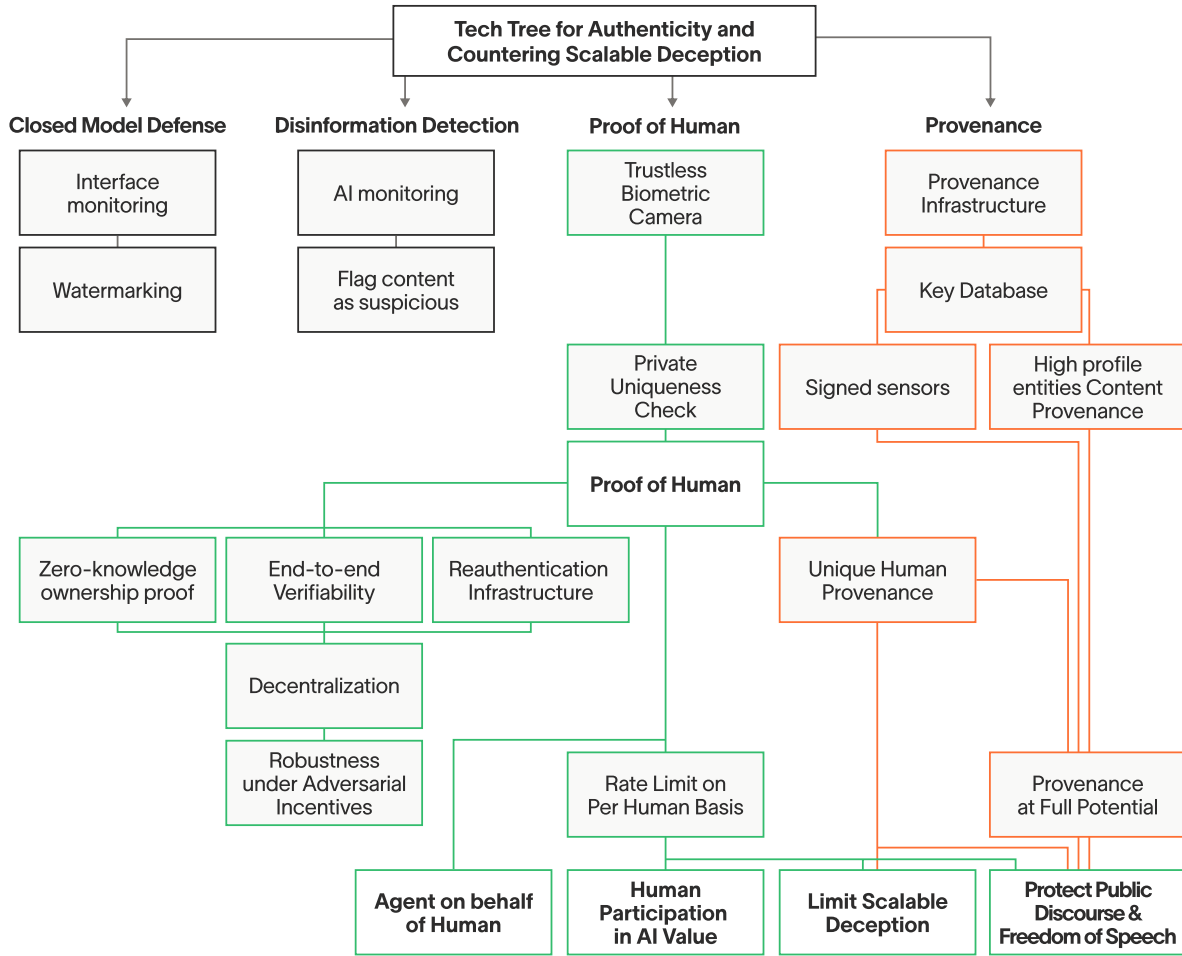 Tech Tree for Authenticity and
Countering Scalable Deception
Closed Model Defense
Disinformation Detection
Proof of Human
Provenance
Interface
monitoring
AI monitoring
Trustless
Biometric
Camera
Provenance
Infrastructure
Watermarking
Flag content
as suspicious
Key Database
Private
Uniqueness
Check
Signed sensors
High profile
entities Content
Provenance
Proof of Human
Zero-knowledge
ownership proof
End-to-end
Verifiability
Reauthentication
Infrastructure
Unique Human
Provenance
Decentralization
Robustness
under Adversarial
Incentives
Rate Limit on
Per Human Basis
Provenance
at Full Potential
Agent on behalf
of Human
Human
Participation
in AI Value
Limit Scalable
Deception
Protect Public
Discourse &
Freedom of Speech